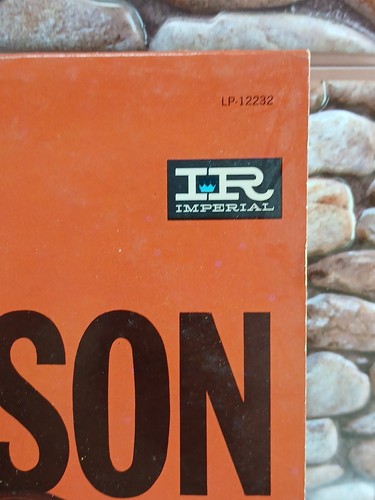 LP-12232
IR
IMPERIAL
SON